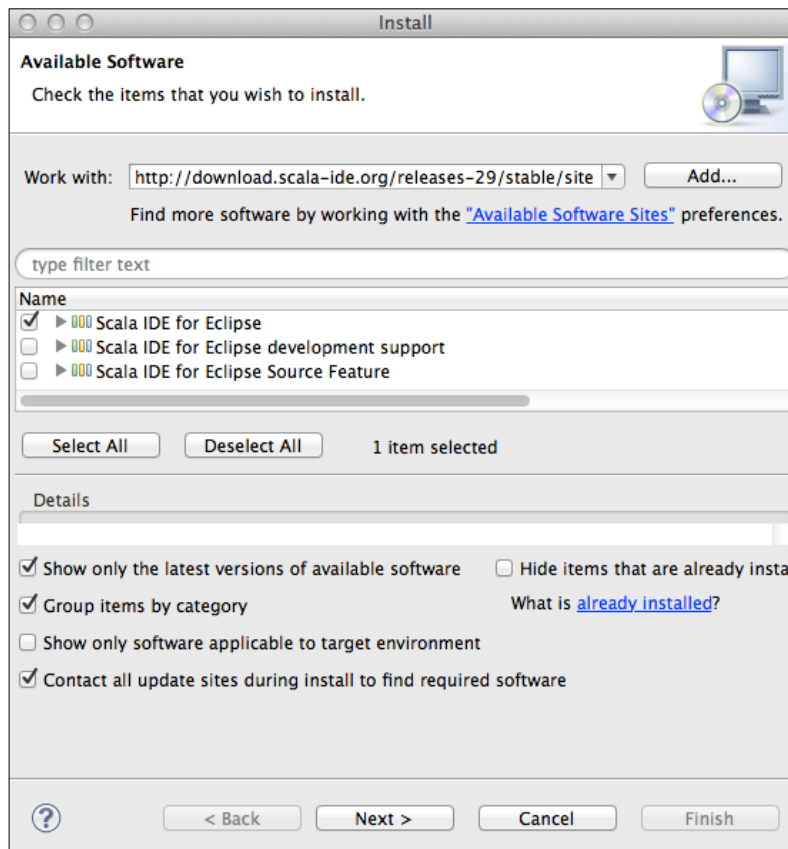 Install
Available Software
Check the items that you wish to install.
Work with: http://download.scala-ide.org/releases-29/stable/site Add...
Find more software by working with the "Available Software Sites" preferences.
type filter text
Name
Scala IDE for Eclipse
Scala IDE for Eclipse development support
Scala IDE for Eclipse Source Feature
Select All Deselect All 1 item selected
Details
Show only the latest versions of available software Hide items that are already insta
Group items by category What is already installed?
Show only software applicable to target environment
Contact all update sites during install to find required software
? < Back Next > Cancel Finish